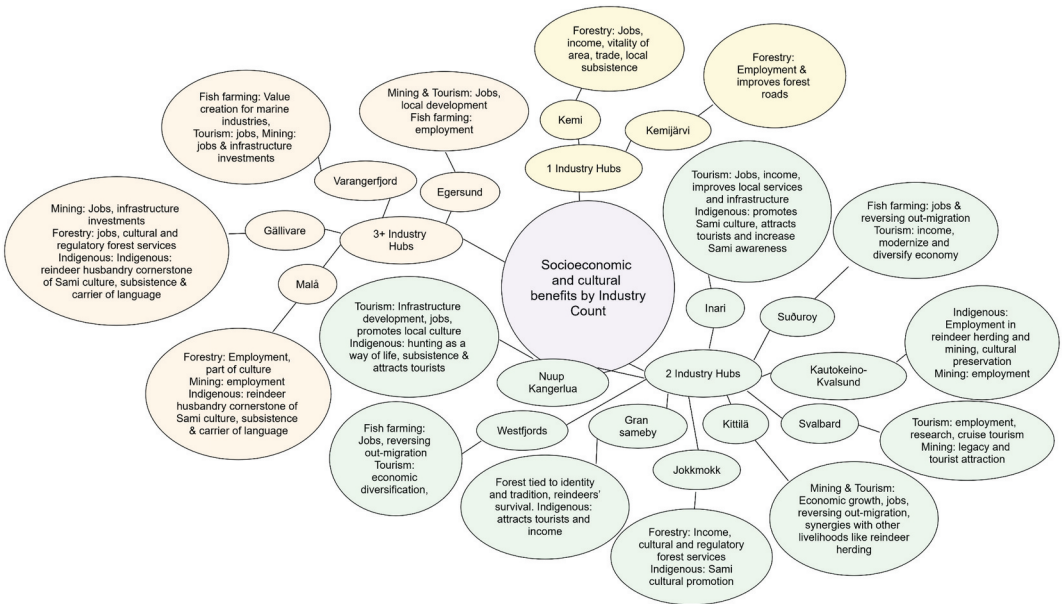 Forestry: Jobs,
income, vitality of
area, trade, local
subsistence
Forestry:
Employment &
improves forest
roads
Kemi
Kemijärvi
1 Industry Hubs
Fish farming: Value
creation for marine
industries,
Tourism: jobs, Mining:
jobs & infrastructure
investments
Mining & Tourism: Jobs,
local development
Fish farming:
employment
Varangerfjord
Egersund
Mining: Jobs, infrastructure
investments
Forestry: jobs, cultural and
regulatory forest services
Indigenous: Indigenous:
reindeer husbandry cornerstone
of Sami culture, subsistence &
carrier of language
Gällivare
3+ Industry
Hubs
Malå
Forestry: Employment,
part of culture
Mining: employment
Indigenous: reindeer
husbandry cornerstone of
Sami culture, subsistence
& carrier of language
Socioeconomic
and cultural
benefits by Industry
Count
Tourism: Jobs, income,
improves local services
and infrastructure
Indigenous: promotes
Sami culture, attracts
tourists and increase
Sami awareness
Fish farming: jobs &
reversing out-migration
Tourism: income,
modernize and
diversify economy
Inari
Suðuroy
Indigenous:
Employment in
reindeer herding and
mining, cultural
preservation
Mining: employment
Tourism: Infrastructure
development, jobs,
promotes local culture
Indigenous: hunting as a
way of life, subsistence &
attracts tourists
Nuup
Kangerlua
2 Industry Hubs
Kautokeino-
Kvalsund
Westfjords
Gran
sameby
Kittilä
Svalbard
Jokkmokk
Fish farming:
Jobs, reversing
out-migration
Tourism:
economic
diversification,
Tourism: employment,
research, cruise tourism
Mining: legacy and
tourist attraction
Forest tied to identity
and tradition, reindeers'
survival. Indigenous:
attracts tourists and
income
Mining & Tourism:
Economic growth, jobs,
reversing out-migration,
synergies with other
livelihoods like reindeer
herding
Forestry: Income,
cultural and regulatory
forest services
Indigenous: Sami
cultural promotion